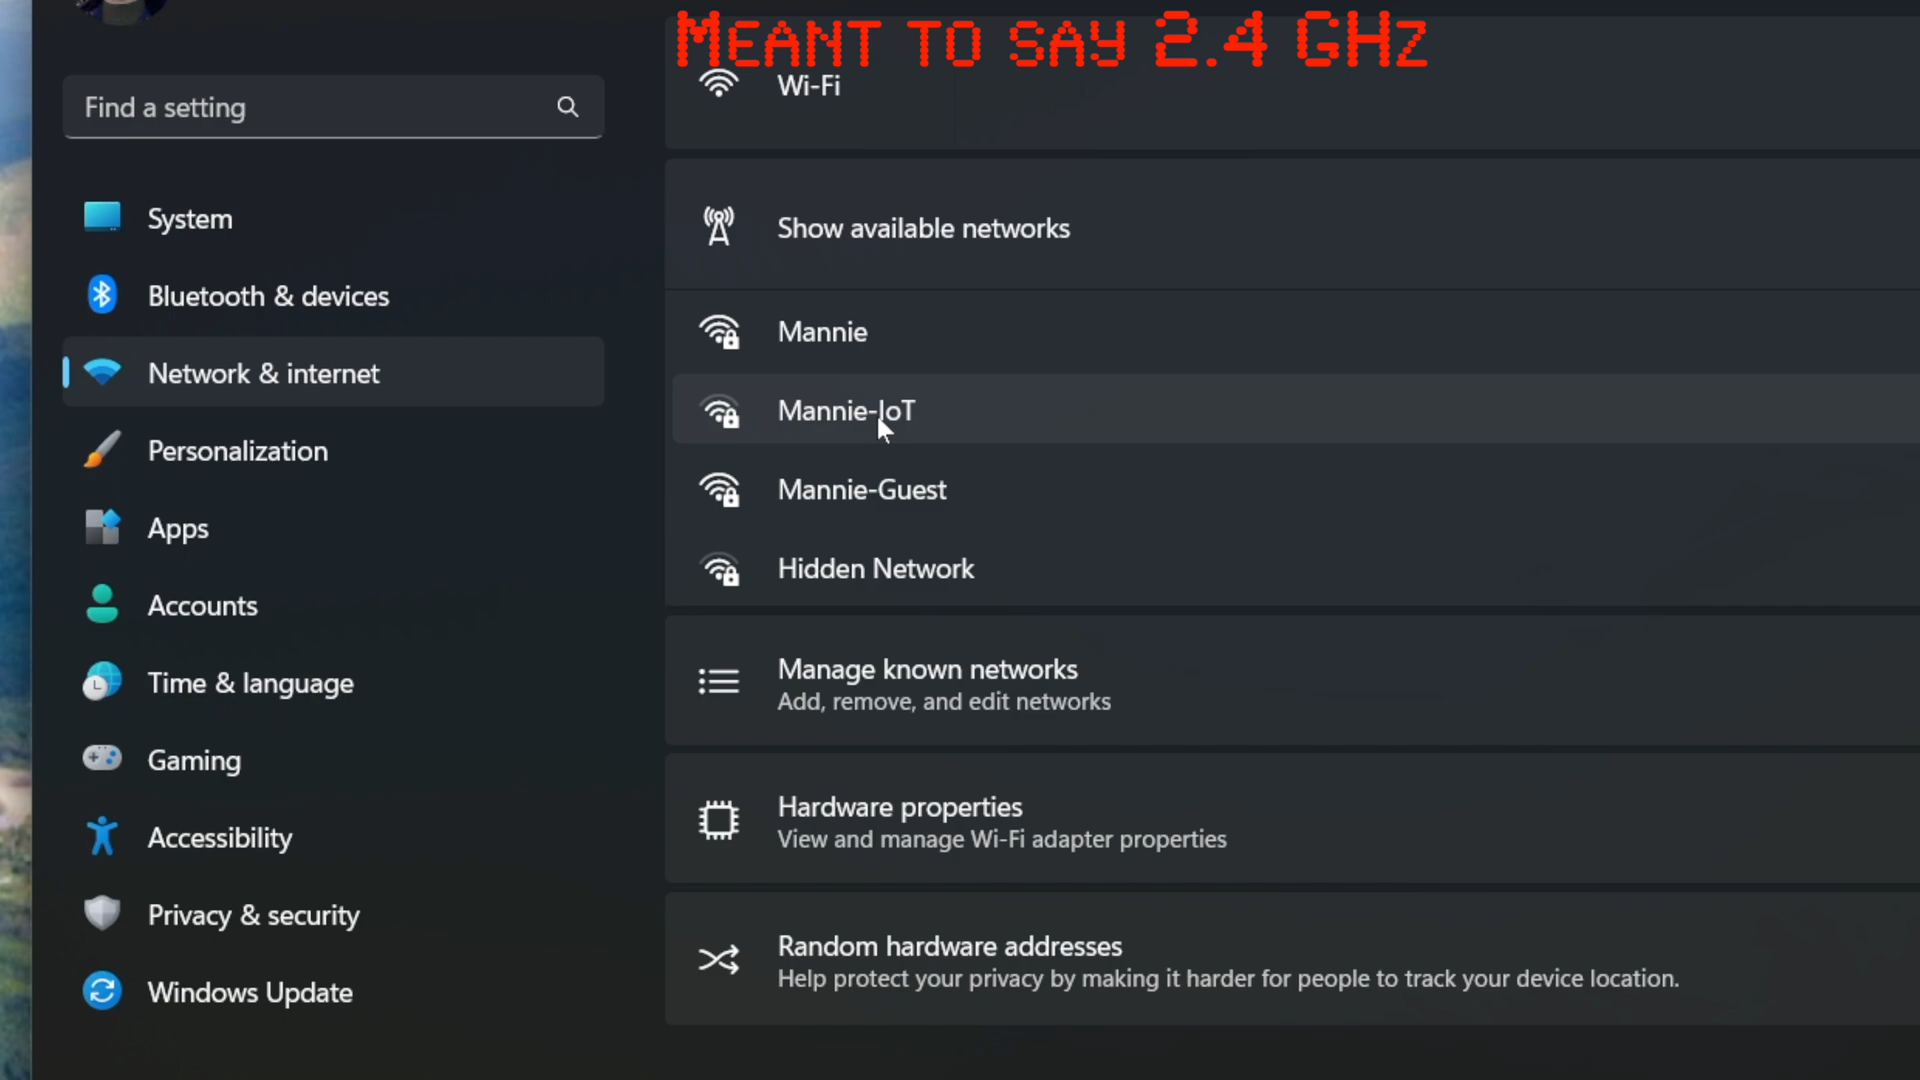 MEANT TO SAY 2.4 GHZ
Wi-Fi
Find a setting
System
Bluetooth & devices
Network & internet
Personalization
Apps
Accounts
Time & language
Gaming
Accessibility
Privacy & security
Windows Update
Show available networks
Mannie
Mannie-IoT
Mannie-Guest
Hidden Network
Manage known networks
Add, remove, and edit networks
Hardware properties
View and manage Wi-Fi adapter properties
Random hardware addresses
Help protect your privacy by making it harder for people to track your device location.